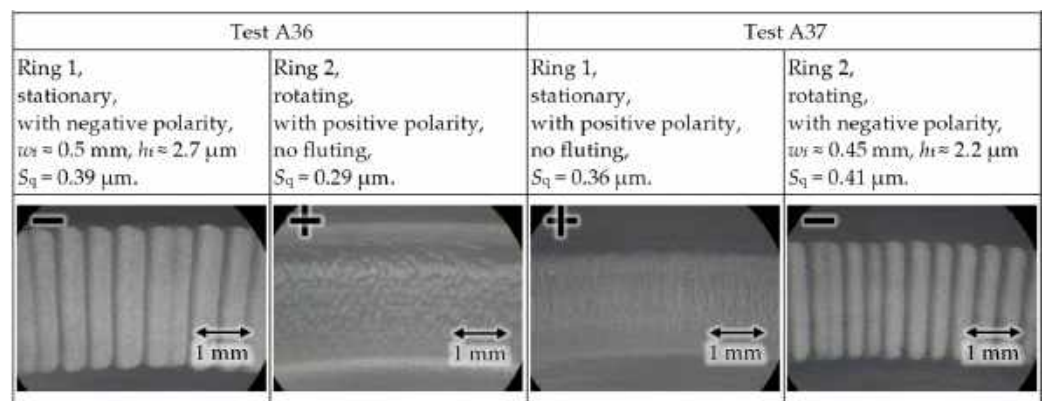 Test A36
Test A37
Ring 1,
stationary,
with negative polarity,
wf ≈ 0.5 mm, hf ≈ 2.7 μm
Sq = 0.39 μm.
Ring 2,
rotating,
with positive polarity,
no fluting,
Sq = 0.29 μm.
Ring 1,
stationary,
with positive polarity,
no fluting,
Sq = 0.36 μm.
Ring 2,
rotating,
with negative polarity,
wf ≈ 0.45 mm, hf ≈ 2.2 μm
Sq = 0.41 μm.
−
1 mm
+
1 mm
+
1 mm
−
1 mm